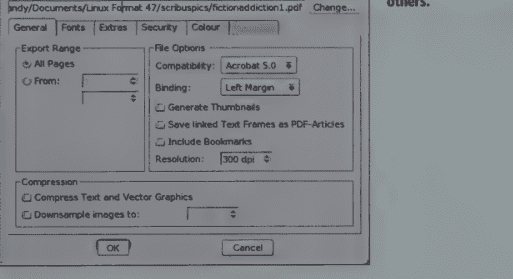 andy/Documents/Linux Format 47/scribuspics/fictioneddiction1.pdf Change...
others.
General Fonts Extras Security Colour
Export Range
All Pages
From:
File Options
Compatibility: Acrobat 5.0
Binding: Left Margin
Generate Thumbnails
Save linked Text Frames as PDF-Articles
Include Bookmarks
Resolution: 300 dpi
Compression
Compress Text and Vector Graphics
Downsample images to:
OK Cancel